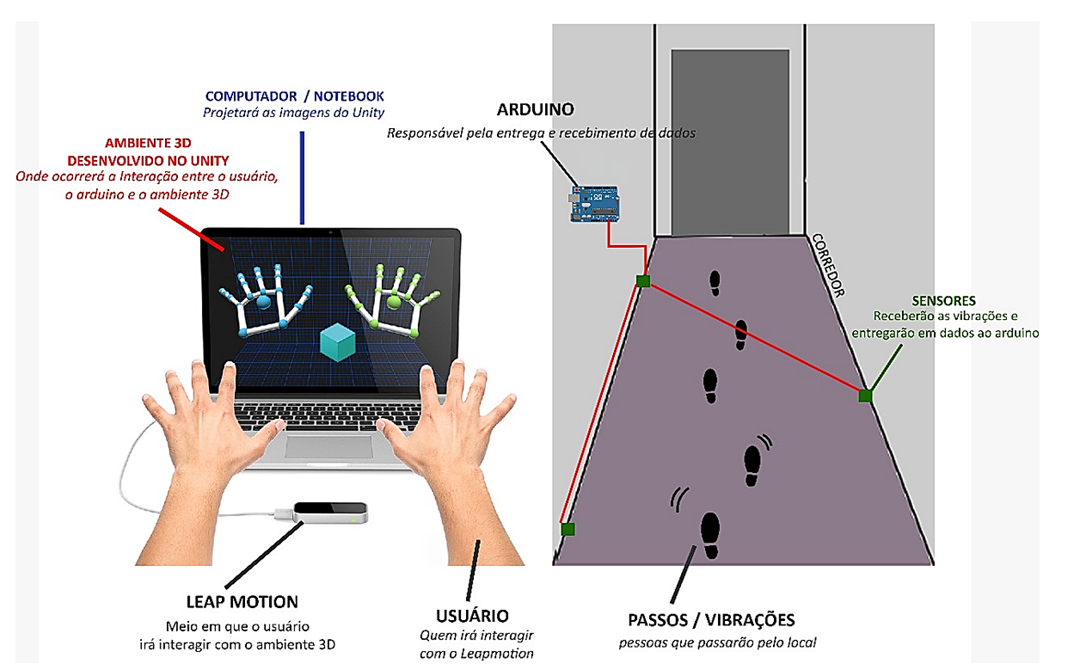 COMPUTADOR / NOTEBOOK
Projetará as imagens do Unity
ARDUINO
Responsável pela entrega e recebimento de dados
AMBIENTE 3D
DESENVOLVIDO NO UNITY
Onde ocorrerá a Interação entre o usuário,
o arduino e o ambiente 3D
CORREDOR
SENSORES
Receberão as vibrações e
entregarão em dados ao arduino
LEAP MOTION
Meio em que o usuário
irá interagir com o ambiente 3D
USUÁRIO
Quem irá interagir
com o Leapmotion
PASSOS / VIBRAÇÕES
pessoas que passarão pelo local